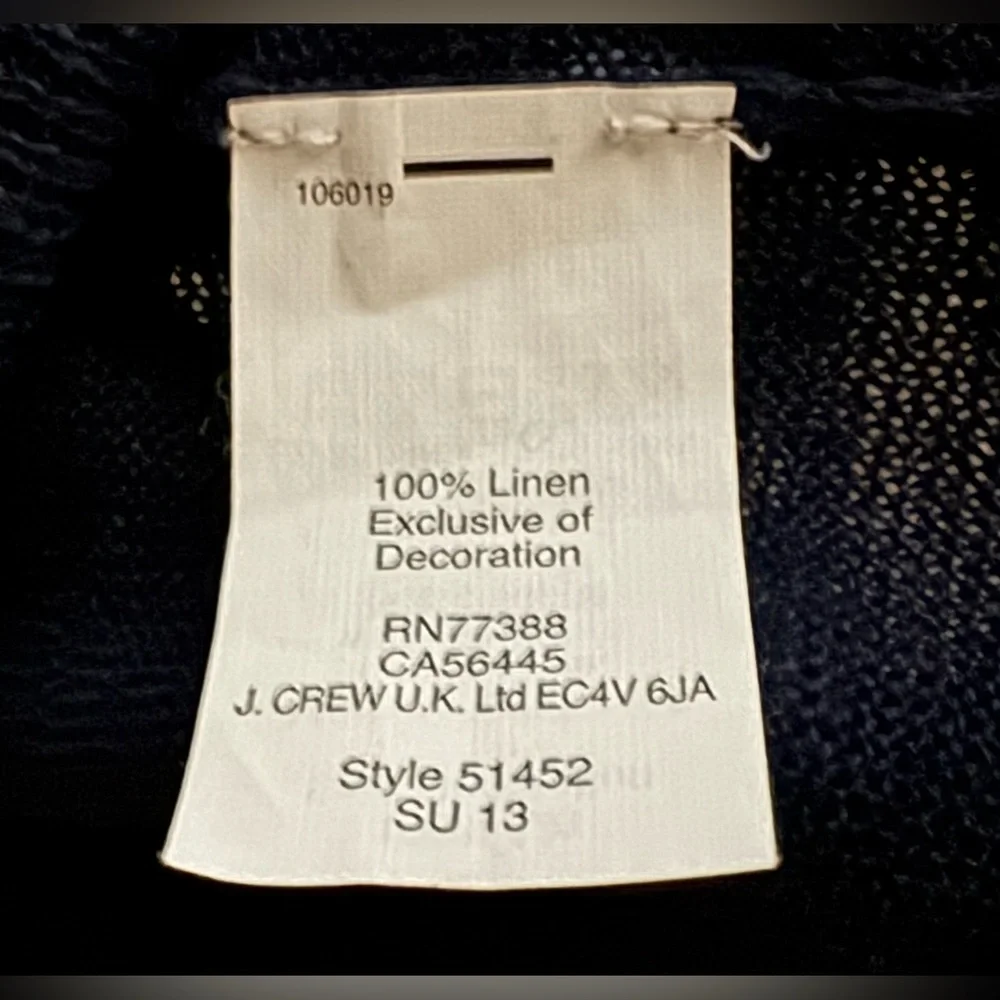 106019
100% Linen
Exclusive of
Decoration
RN77388
CA56445
J. CREW U.K. Ltd EC4V 6JA
Style 51452
SU 13